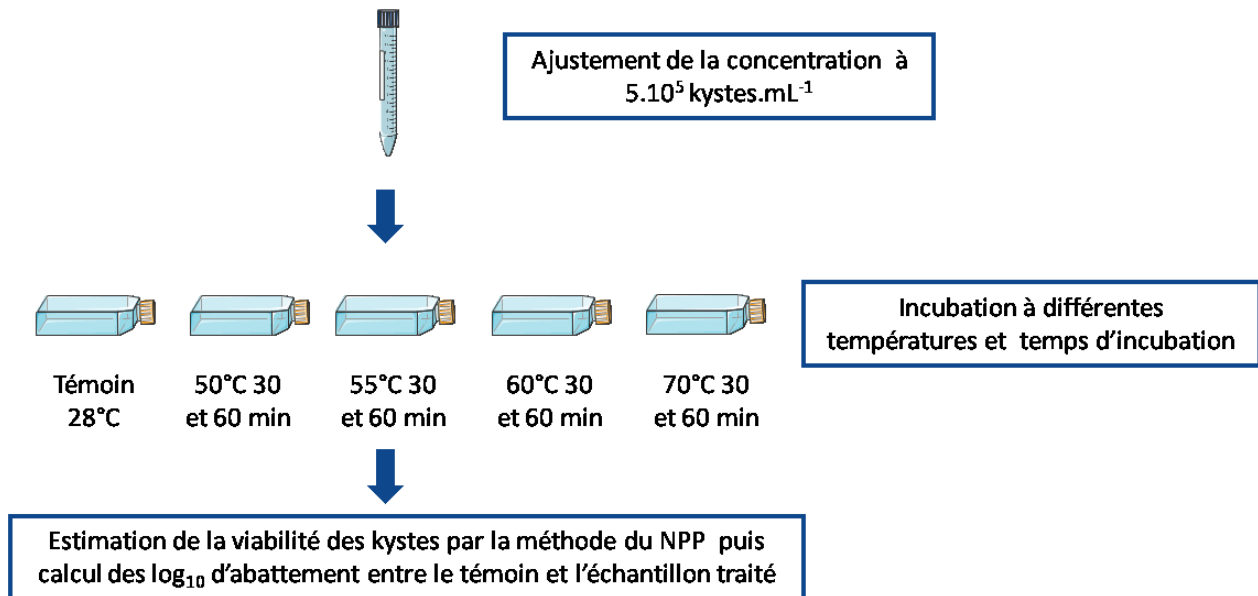 Ajustement de la concentration à
5.10⁵ kystes.mL⁻¹
Incubation à différentes
températures et temps d'incubation
Témoin
28°C
50°C 30
et 60 min
55°C 30
et 60 min
60°C 30
et 60 min
70°C 30
et 60 min
Estimation de la viabilité des kystes par la méthode du NPP puis
calcul des log₁₀ d'abattement entre le témoin et l'échantillon traité